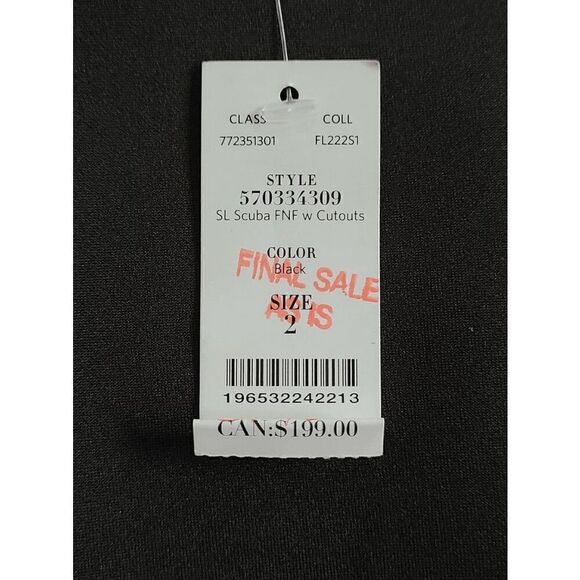 CLASS COLL
772351301 FL222S1
STYLE
570334309
SL Scuba FNF w Cutouts
COLOR
Black
FINAL SALE
AS IS
SIZE
2
196532242213
CAN:$199.00